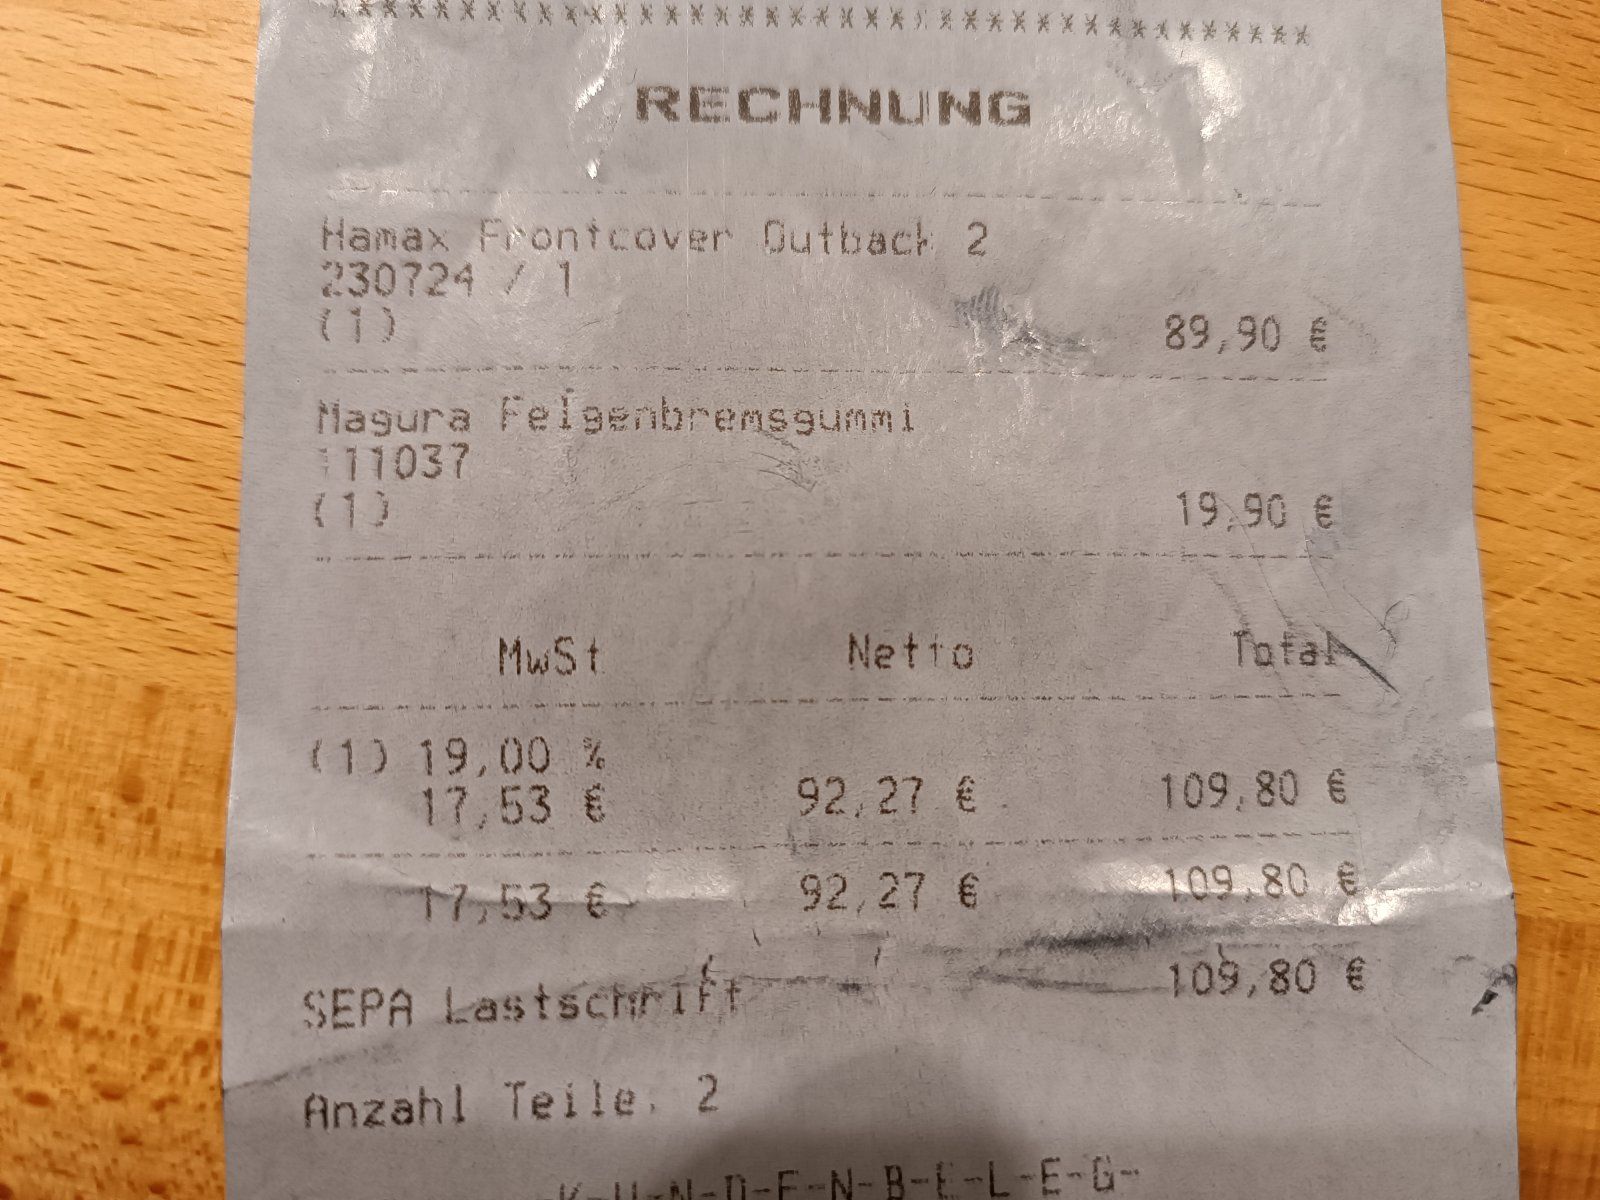 ************************************
RECHNUNG
Hamax Frontcover Outback 2
230724 / 1
(1) 89,90 €
Magura Felgenbremsgummi
111037
(1) 19,90 €
MwSt Netto Total
(1) 19,00 %
17,53 € 92,27 € 109,80 €
17,53 € 92,27 € 109,80 €
SEPA Lastschrift 109,80 €
Anzahl Teile. 2
-K-U-N-D-E-N-B-E-L-E-G-